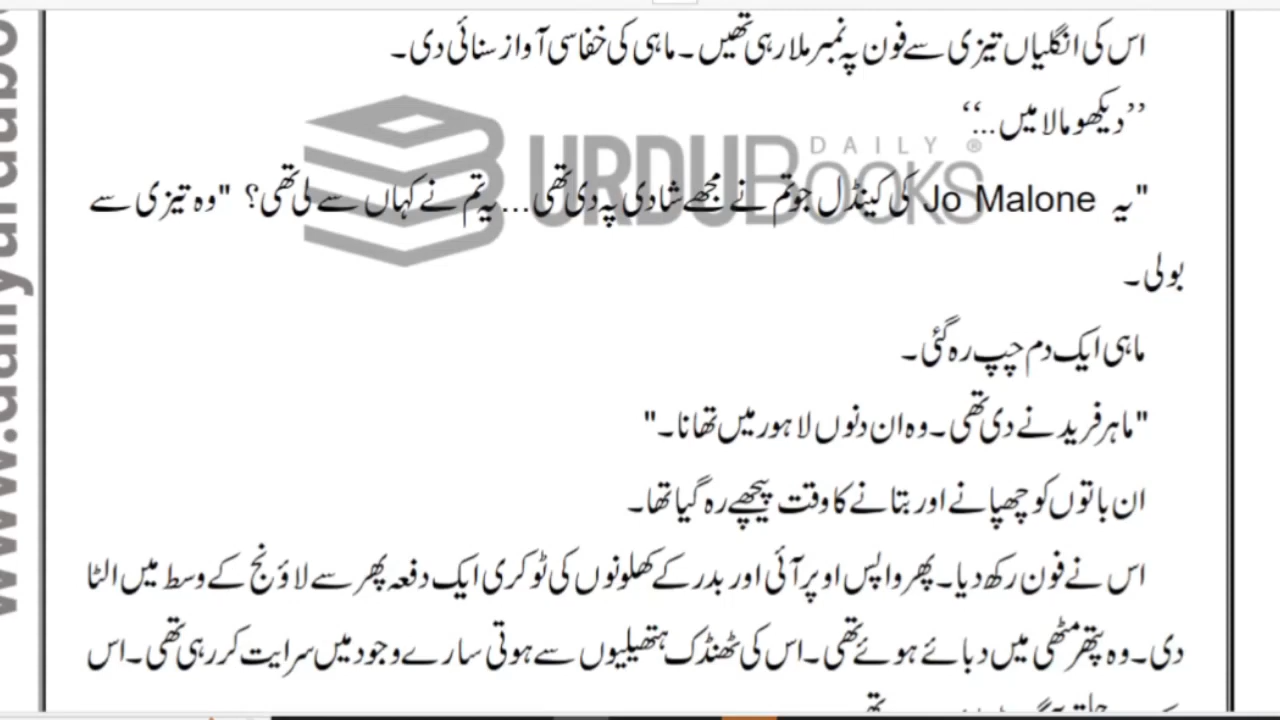 اس کی انگلیاں تیزی سے فون پہ نمبر ملا رہی تھیں۔ ماہی کی خفا سی آواز سنائی دی۔
’’دیکھو مالا میں...‘‘
DAILY ®
URDUBOOKS
"یہ Jo Malone کی کینڈل جو تم نے مجھے شادی پہ دی تھی... یہ تم نے کہاں سے لی تھی؟ "وہ تیزی سے
بولی۔
ماہی ایک دم چپ رہ گئی۔
"ماہر فرید نے دی تھی۔ وہ ان دنوں لاہور میں تھا نا۔"
ان باتوں کو چھپانے اور بتانے کا وقت پیچھے رہ گیا تھا۔
اس نے فون رکھ دیا۔ پھر واپس اوپر آئی اور بدر کے کھلونوں کی ٹوکری ایک دفعہ پھر سے لاؤنج کے وسط میں الٹا
دی۔ وہ پتھر مٹھی میں دبائے ہوئے تھی۔ اس کی ٹھنڈک ہتھیلیوں سے ہوتی سارے وجود میں سرایت کر رہی تھی۔ اس
www.dailyurdubo